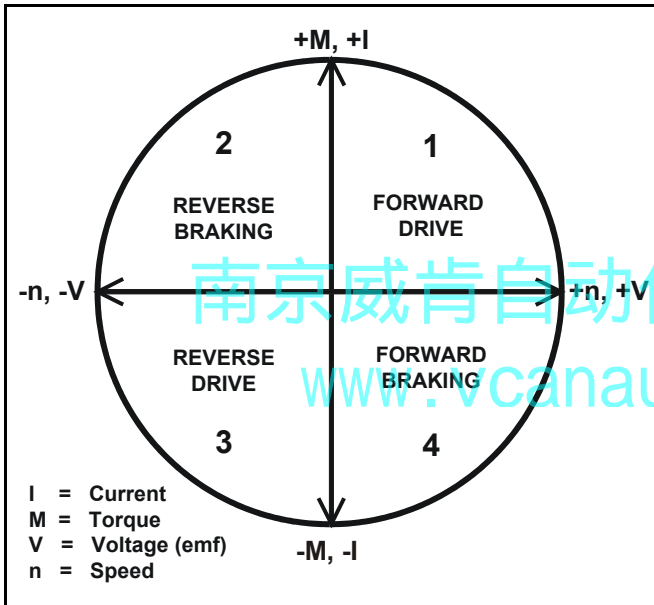 +M, +I
2
1
REVERSE
BRAKING
FORWARD
DRIVE
-n, -V
+n, +V
南京威肯自动
REVERSE
DRIVE
FORWARD
BRAKING
www.vcanau
3
4
I = Current
M = Torque
V = Voltage (emf)
n = Speed
-M, -I